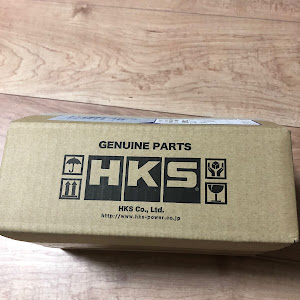 GENUINE PARTS
HKS
HKS Co., Ltd.
http://www.hks-power.co.jp